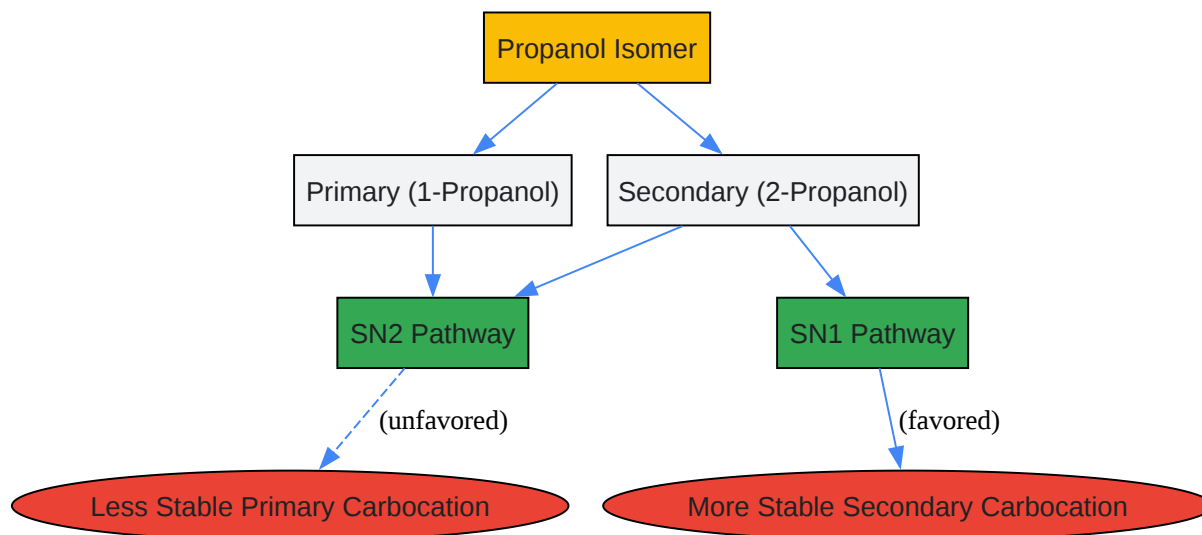 Propanol Isomer
Primary (1-Propanol)
Secondary (2-Propanol)
SN2 Pathway
SN1 Pathway
(unfavored)
(favored)
Less Stable Primary Carbocation
More Stable Secondary Carbocation